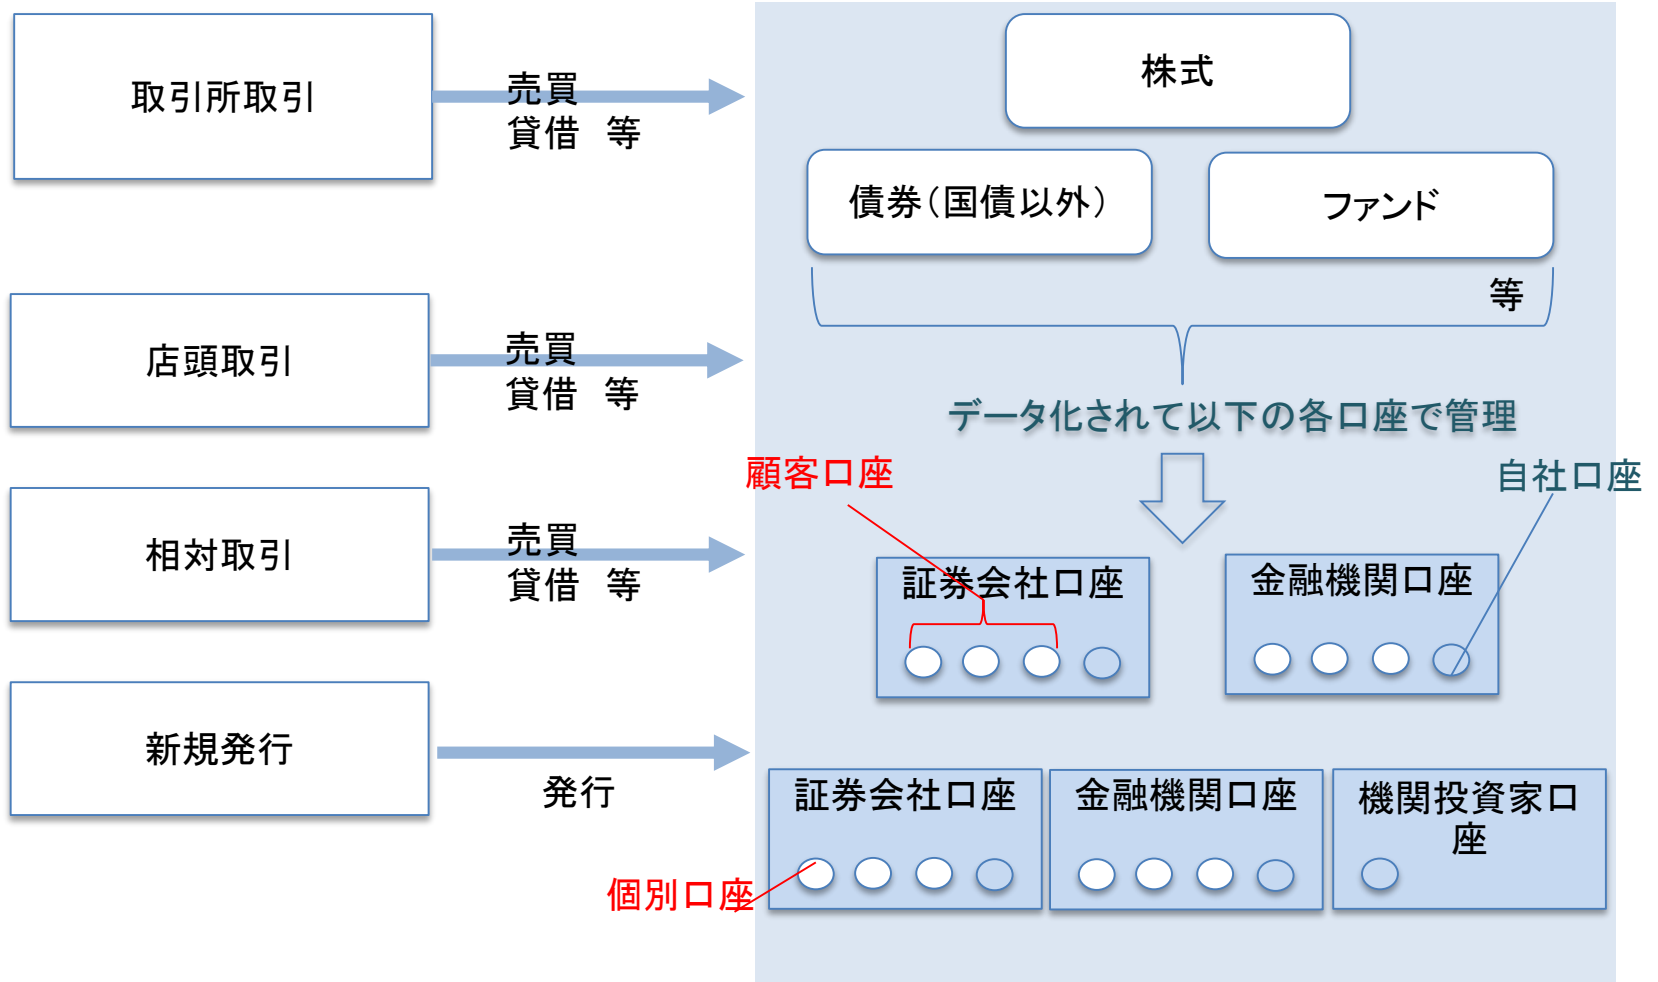 取引所取引
売買
貸借　等
店頭取引
売買
貸借　等
相対取引
売買
貸借　等
新規発行
発行
株式
債券（国債以外）
ファンド
等
データ化されて以下の各口座で管理
顧客口座
自社口座
証券会社口座
金融機関口座
証券会社口座
金融機関口座
機関投資家口
座
個別口座